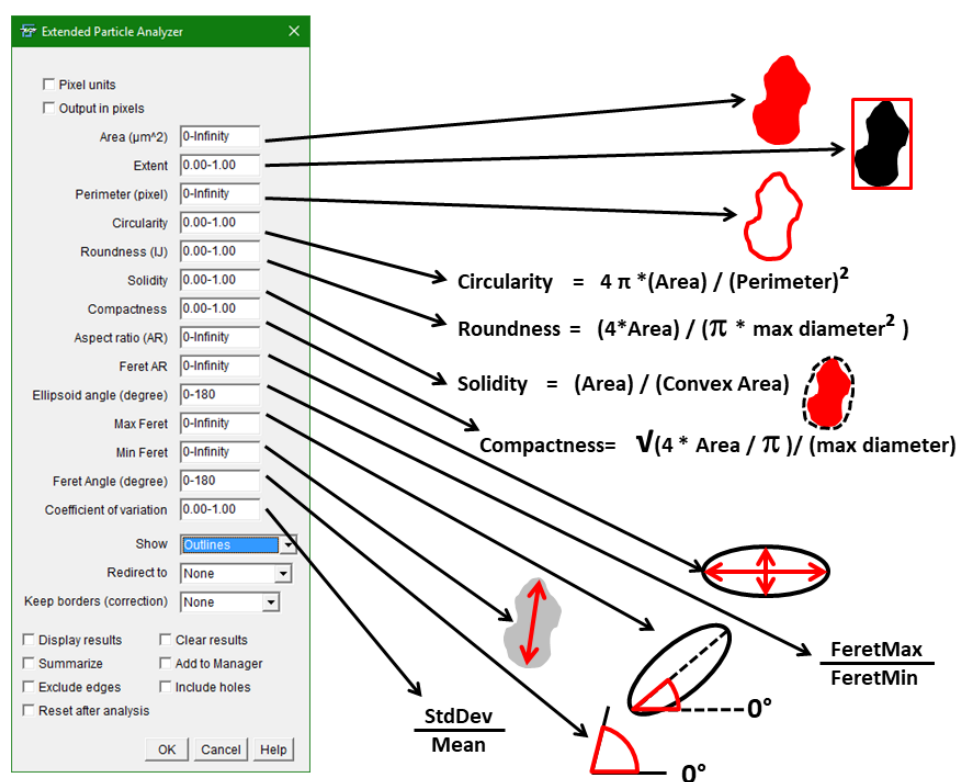 Extended Particle Analyzer
Pixel units
Output in pixels
Area (µm^2) 0-Infinity
Extent 0.00-1.00
Perimeter (pixel) 0-Infinity
Circularity 0.00-1.00
Roundness (IJ) 0.00-1.00
Solidity 0.00-1.00
Compactness 0.00-1.00
Aspect ratio (AR) 0-Infinity
Feret AR 0-Infinity
Ellipsoid angle (degree) 0-180
Max Feret 0-Infinity
Min Feret 0-Infinity
Feret Angle (degree) 0-180
Coefficient of variation 0.00-1.00
Show Outlines
Redirect to None
Keep borders (correction) None
Display results Clear results
Summarize Add to Manager
Exclude edges Include holes
Reset after analysis
OK Cancel Help
Circularity = 4 π *(Area) / (Perimeter)²
Roundness = (4*Area) / (π * max diameter² )
Solidity = (Area) / (Convex Area)
Compactness= √(4 * Area / π )/ (max diameter)
FeretMax
FeretMin
0°
StdDev
Mean
0°